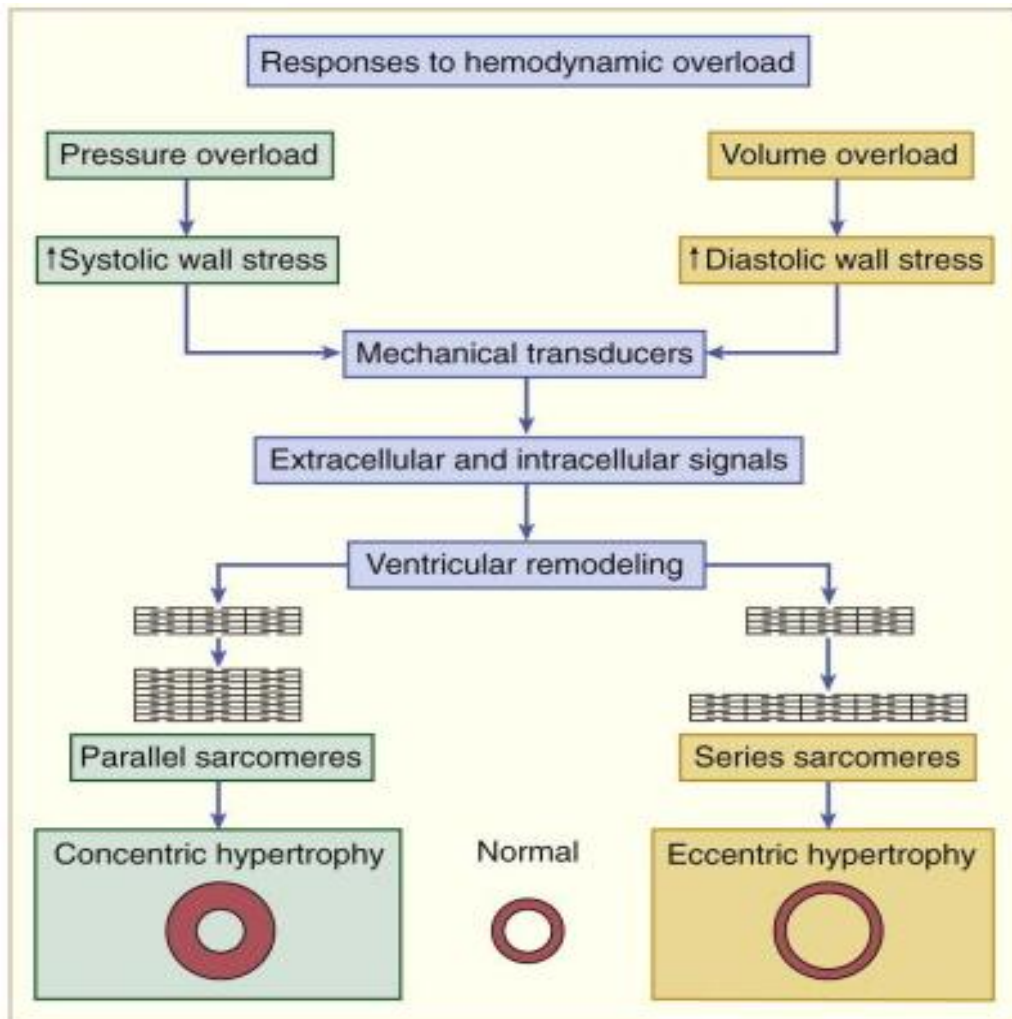 Responses to hemodynamic overload
Pressure overload
Volume overload
↑Systolic wall stress
↑Diastolic wall stress
Mechanical transducers
Extracellular and intracellular signals
Ventricular remodeling
Parallel sarcomeres
Series sarcomeres
Concentric hypertrophy
Normal
Eccentric hypertrophy